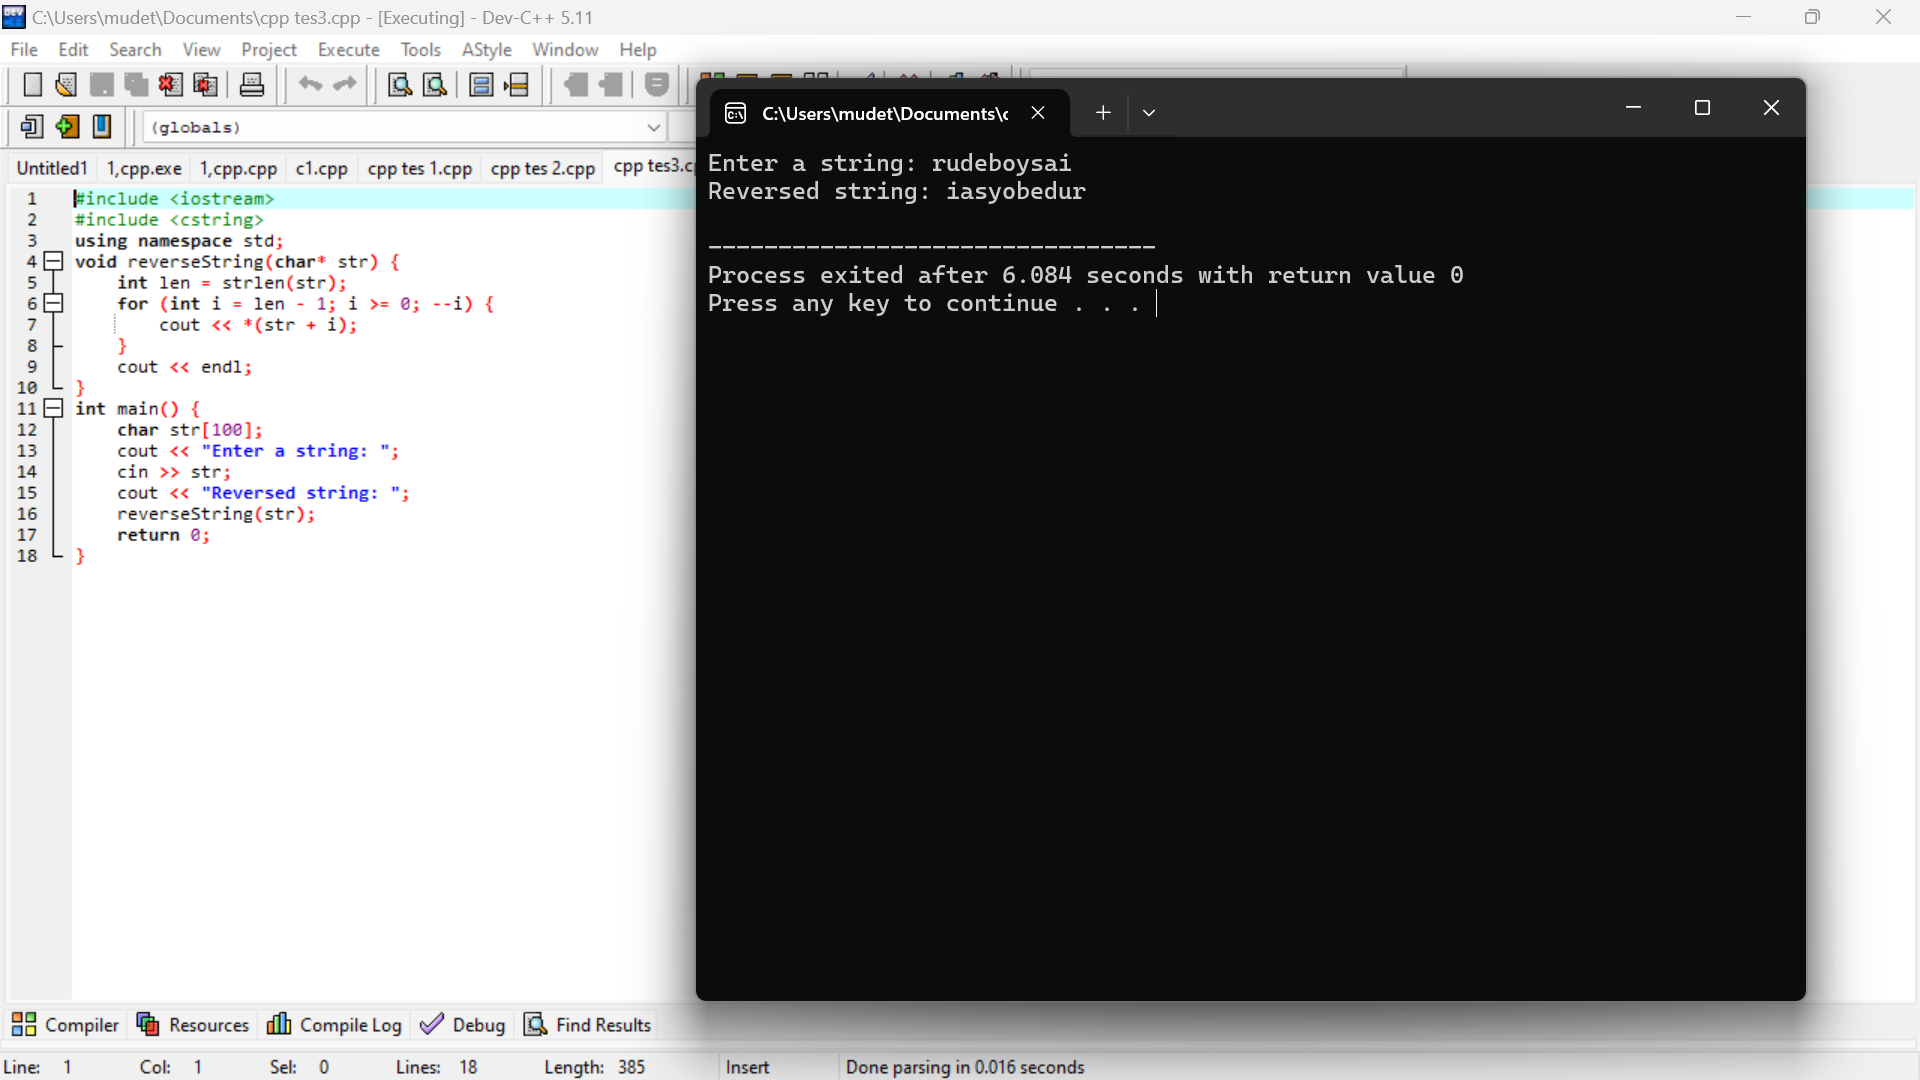 C:\Users\mudet\Documents\cpp tes3.cpp - [Executing] - Dev-C++ 5.11
File Edit Search View Project Execute Tools AStyle Window Help
(globals)
Untitled1 1,cpp.exe 1,cpp.cpp c1.cpp cpp tes 1.cpp cpp tes 2.cpp cpp tes3.c
1 #include <iostream>
2 #include <cstring>
3 using namespace std;
4 void reverseString(char* str) {
5     int len = strlen(str);
6     for (int i = len - 1; i >= 0; --i) {
7         cout << *(str + i);
8     }
9     cout << endl;
10 }
11 int main() {
12     char str[100];
13     cout << "Enter a string: ";
14     cin >> str;
15     cout << "Reversed string: ";
16     reverseString(str);
17     return 0;
18 }
C:\Users\mudet\Documents\c
Enter a string: rudeboysai
Reversed string: iasyobedur
--------------------------------
Process exited after 6.084 seconds with return value 0
Press any key to continue . . .
Compiler Resources Compile Log Debug Find Results
Line: 1 Col: 1 Sel: 0 Lines: 18 Length: 385 Insert Done parsing in 0.016 seconds